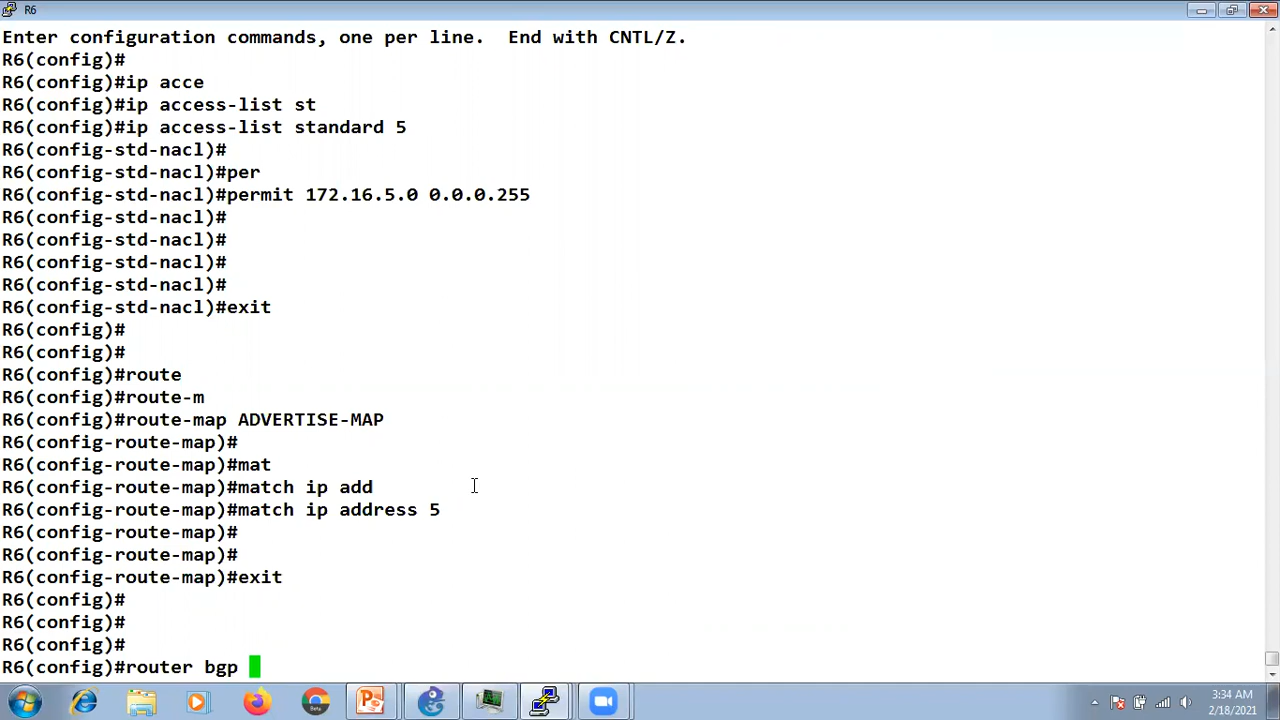 R6
Enter configuration commands, one per line.  End with CNTL/Z.
R6(config)#
R6(config)#ip acce
R6(config)#ip access-list st
R6(config)#ip access-list standard 5
R6(config-std-nacl)#
R6(config-std-nacl)#per
R6(config-std-nacl)#permit 172.16.5.0 0.0.0.255
R6(config-std-nacl)#
R6(config-std-nacl)#
R6(config-std-nacl)#
R6(config-std-nacl)#
R6(config-std-nacl)#exit
R6(config)#
R6(config)#
R6(config)#route
R6(config)#route-m
R6(config)#route-map ADVERTISE-MAP
R6(config-route-map)#
R6(config-route-map)#mat
R6(config-route-map)#match ip add
R6(config-route-map)#match ip address 5
R6(config-route-map)#
R6(config-route-map)#
R6(config-route-map)#exit
R6(config)#
R6(config)#
R6(config)#
R6(config)#router bgp
3:34 AM
2/18/2021